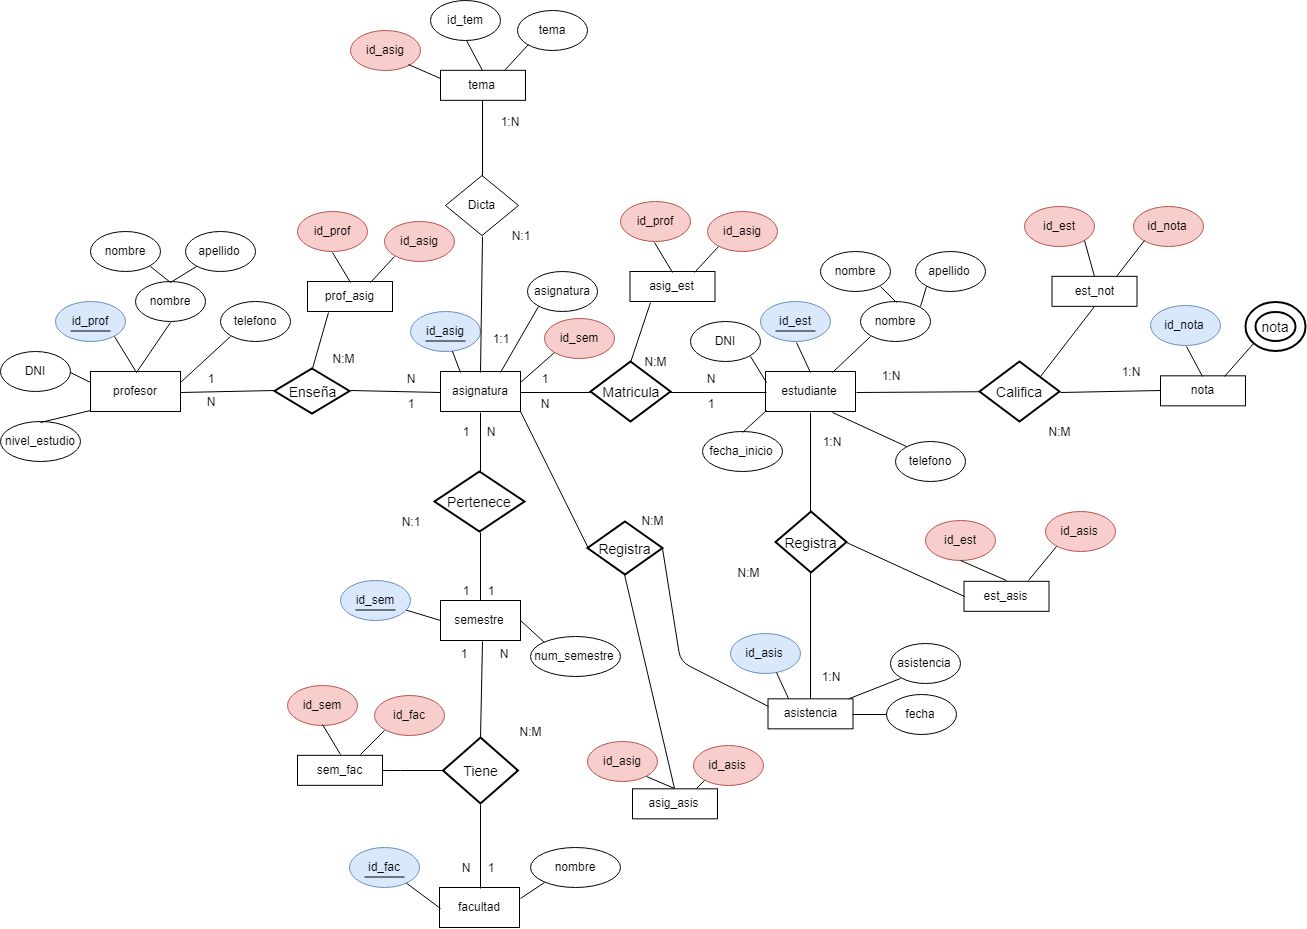 id_tem
tema
id_asig
tema
1:N
Dicta
N:1
id_prof
id_asig
prof_asig
nombre
apellido
nombre
id_prof
telefono
DNI
profesor
nivel_estudio
1
N
N:M
Enseña
N
1
asignatura
id_asig
1:1
id_sem
asignatura
id_prof
id_asig
asig_est
N:M
1
N
Matricula
N
1
DNI
id_est
nombre
apellido
nombre
estudiante
fecha_inicio
telefono
1:N
id_est
id_nota
est_not
Califica
1:N
N:M
id_nota
nota
nota
1
N
Pertenece
N:1
1
1
id_sem
semestre
num_semestre
1
N
id_sem
id_fac
sem_fac
N:M
Tiene
N
1
id_fac
nombre
facultad
N:M
Registra
id_asig
id_asis
asig_asis
1:N
Registra
N:M
id_est
id_asis
est_asis
1:N
id_asis
asistencia
asistencia
fecha